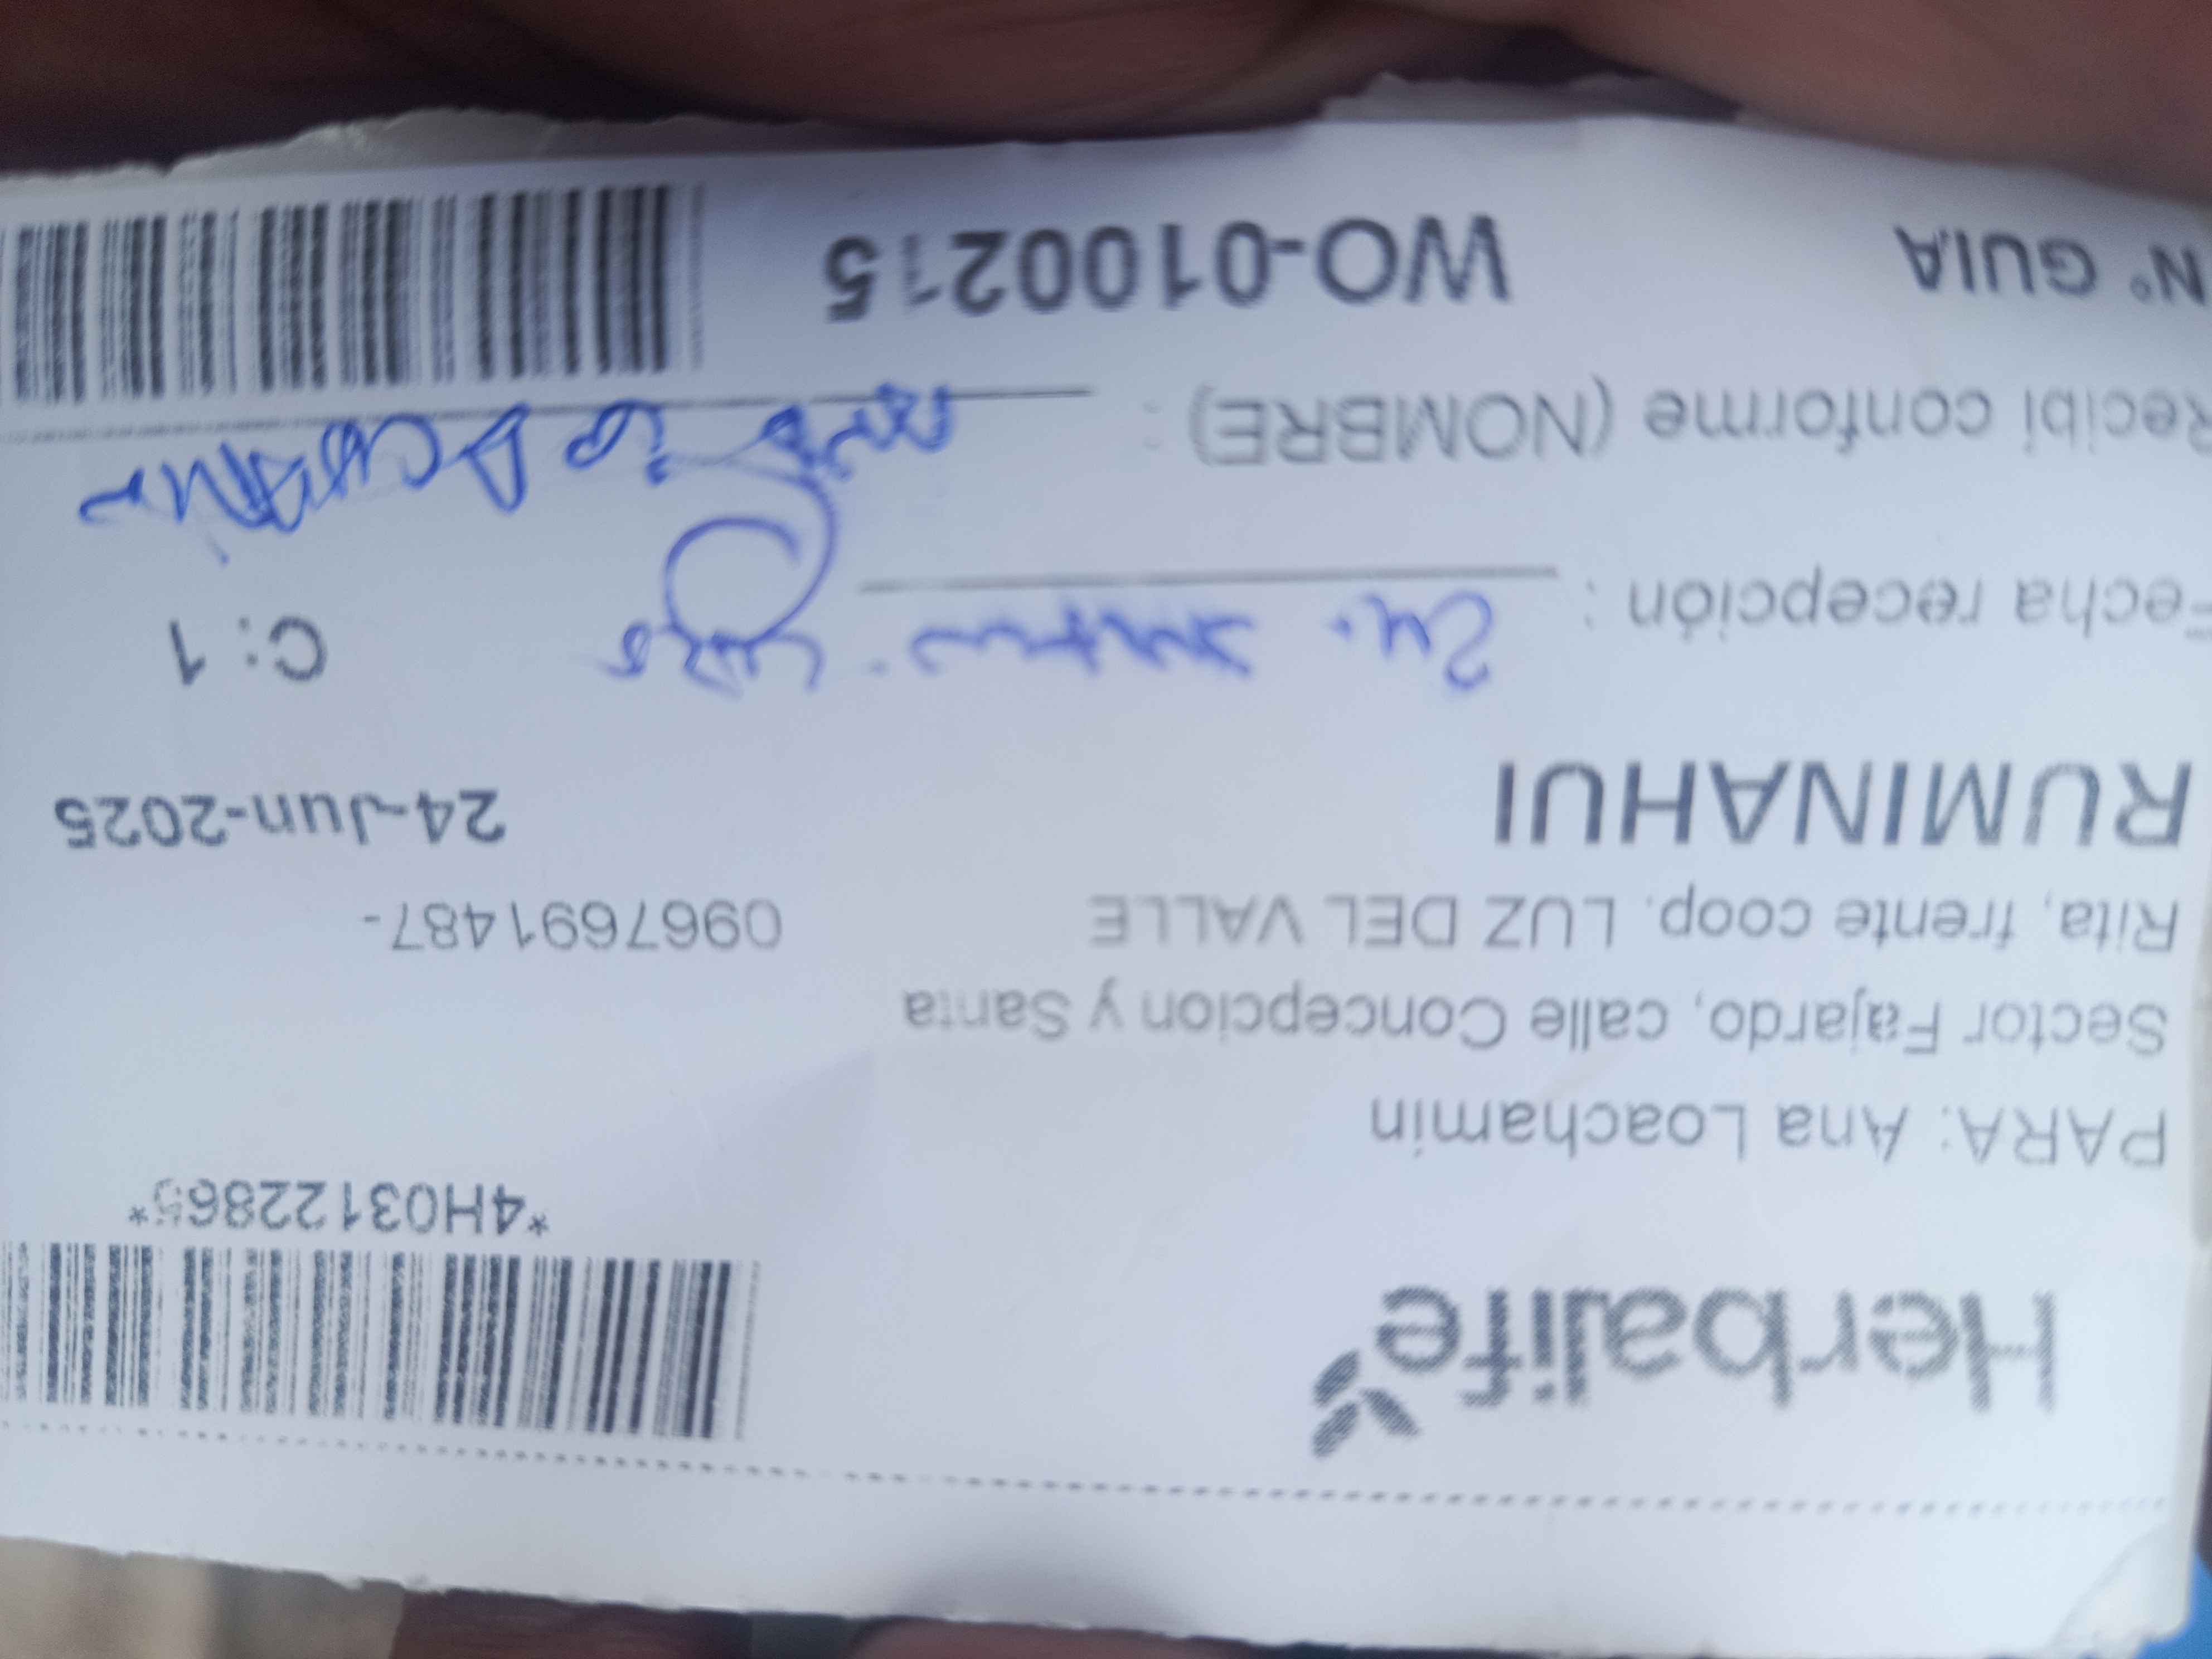 Herbalife
*4H03122865*
PARA: Ana Loachamin
Sector Fajardo, calle Concepcion y Santa
Rita, frente coop. LUZ DEL VALLE
0967691487-
RUMINAHUI
24-Jun-2025
Fecha recepción :
C: 1
Recibi conforme (NOMBRE) :
N° GUIA WO-0100215